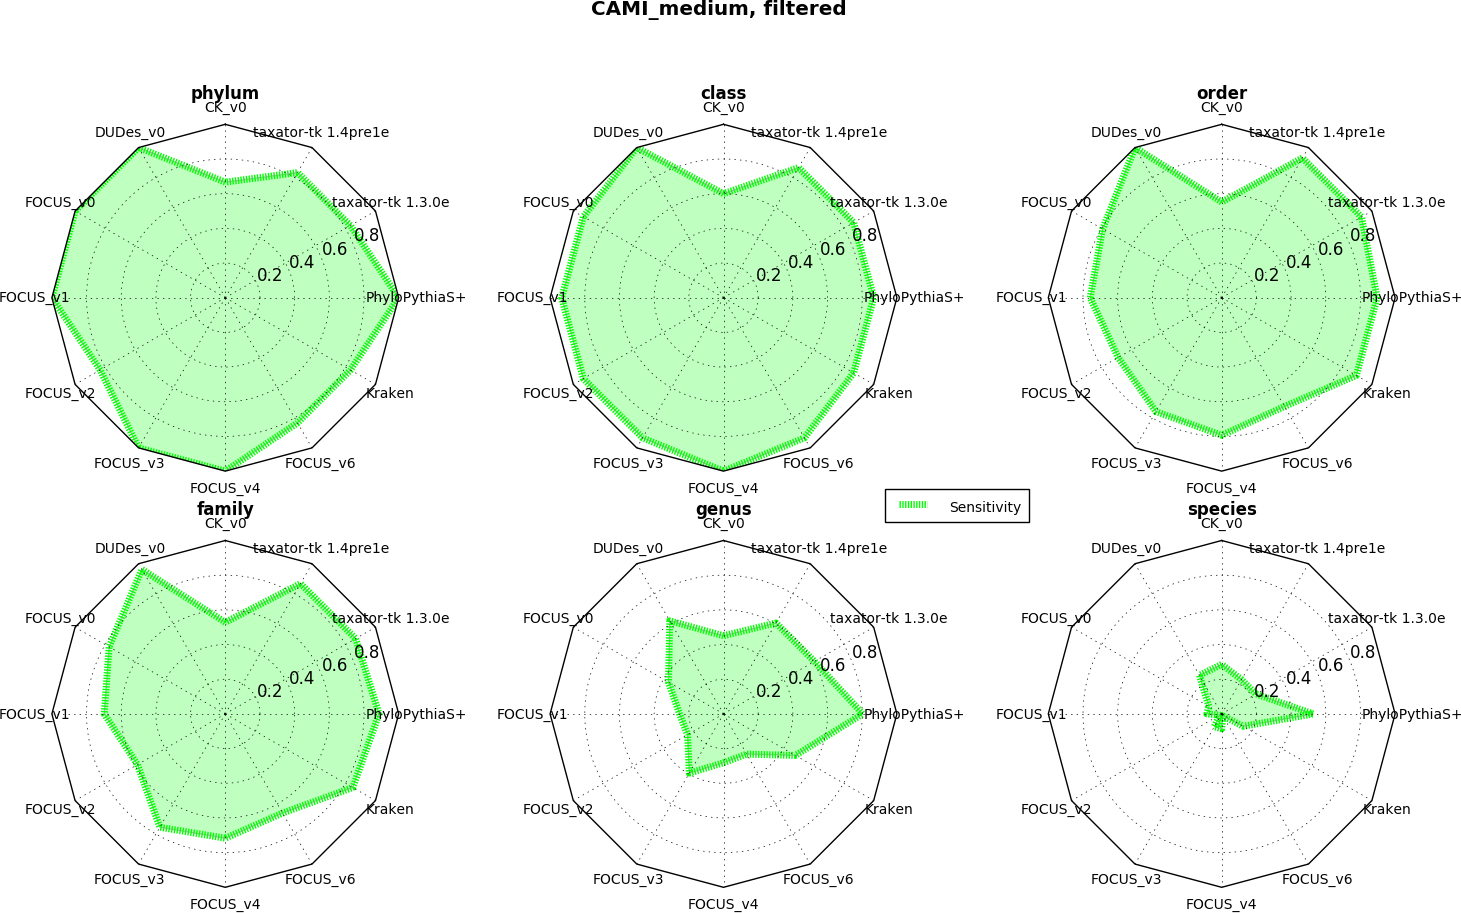 CAMI_medium, filtered
phylum
CK_v0
DUDes_v0
taxator-tk 1.4pre1e
FOCUS_v0
taxator-tk 1.3.0e
0.8
0.6
0.4
0.2
FOCUS_v1
PhyloPythiaS+
FOCUS_v2
Kraken
FOCUS_v3
FOCUS_v6
FOCUS_v4
class
CK_v0
DUDes_v0
taxator-tk 1.4pre1e
FOCUS_v0
taxator-tk 1.3.0e
0.8
0.6
0.4
0.2
FOCUS_v1
PhyloPythiaS+
FOCUS_v2
Kraken
FOCUS_v3
FOCUS_v6
FOCUS_v4
order
CK_v0
DUDes_v0
taxator-tk 1.4pre1e
FOCUS_v0
taxator-tk 1.3.0e
0.8
0.6
0.4
0.2
FOCUS_v1
PhyloPythiaS+
FOCUS_v2
Kraken
FOCUS_v3
FOCUS_v6
FOCUS_v4
Sensitivity
family
CK_v0
DUDes_v0
taxator-tk 1.4pre1e
FOCUS_v0
taxator-tk 1.3.0e
0.8
0.6
0.4
0.2
FOCUS_v1
PhyloPythiaS+
FOCUS_v2
Kraken
FOCUS_v3
FOCUS_v6
FOCUS_v4
genus
CK_v0
DUDes_v0
taxator-tk 1.4pre1e
FOCUS_v0
taxator-tk 1.3.0e
0.8
0.6
0.4
0.2
FOCUS_v1
PhyloPythiaS+
FOCUS_v2
Kraken
FOCUS_v3
FOCUS_v6
FOCUS_v4
species
CK_v0
DUDes_v0
taxator-tk 1.4pre1e
FOCUS_v0
taxator-tk 1.3.0e
0.8
0.6
0.4
0.2
FOCUS_v1
PhyloPythiaS+
FOCUS_v2
Kraken
FOCUS_v3
FOCUS_v6
FOCUS_v4